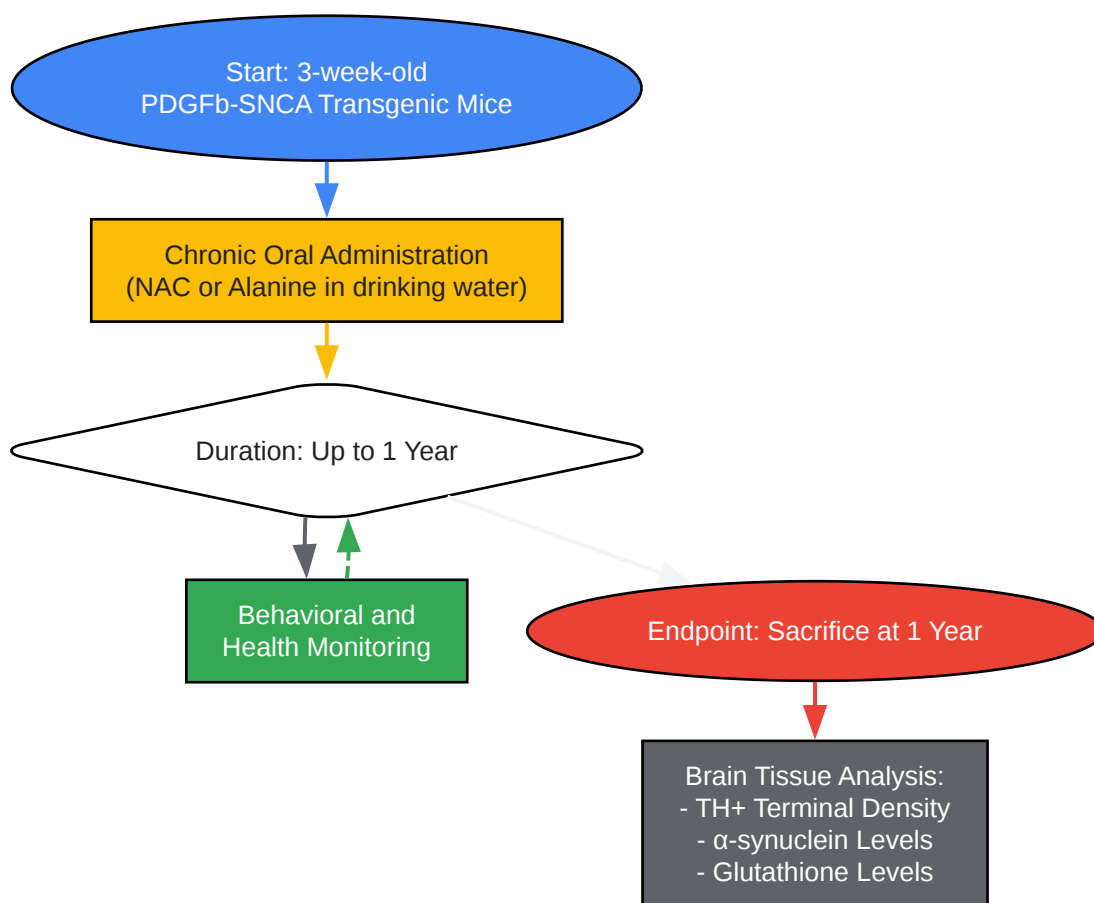 Start: 3-week-old
PDGFb-SNCA Transgenic Mice
Chronic Oral Administration
(NAC or Alanine in drinking water)
Duration: Up to 1 Year
Behavioral and
Health Monitoring
Endpoint: Sacrifice at 1 Year
Brain Tissue Analysis:
- TH+ Terminal Density
- α-synuclein Levels
- Glutathione Levels